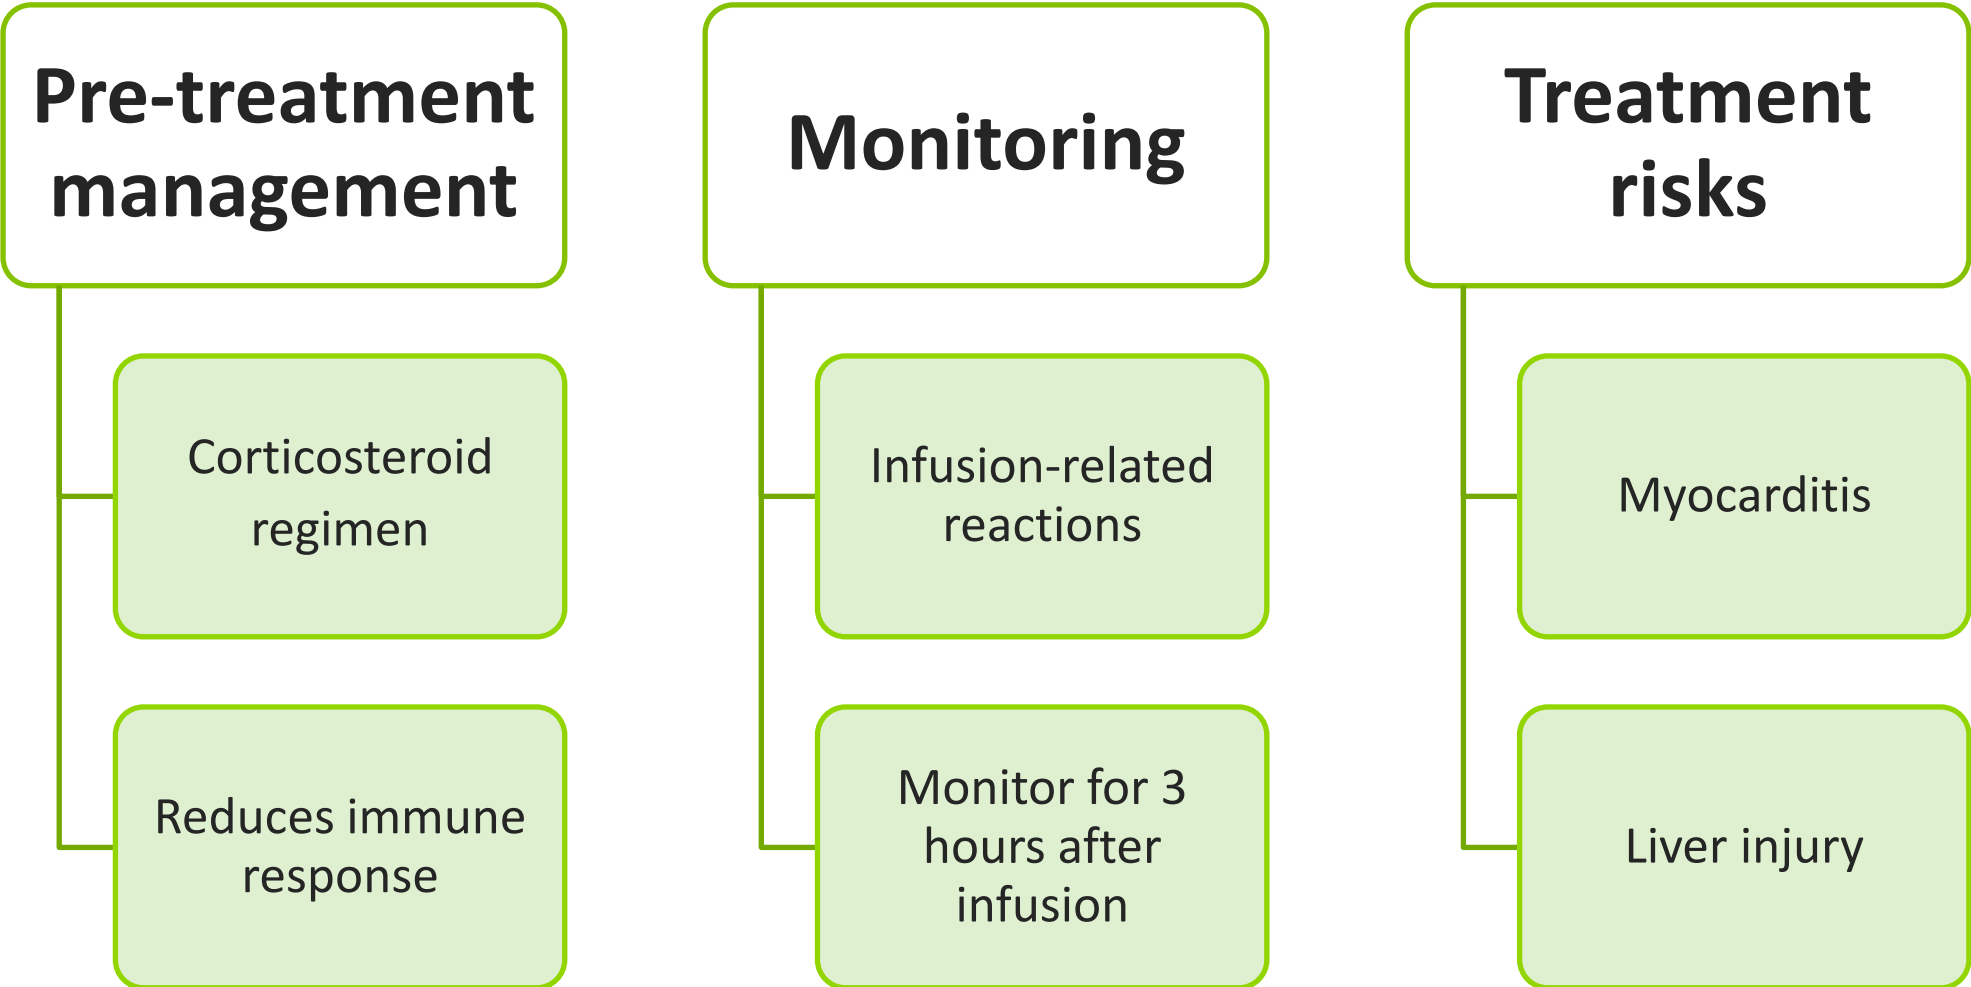 Pre-treatment
management
Corticosteroid
regimen
Reduces immune
response
Monitoring
Infusion-related
reactions
Monitor for 3
hours after
infusion
Treatment
risks
Myocarditis
Liver injury